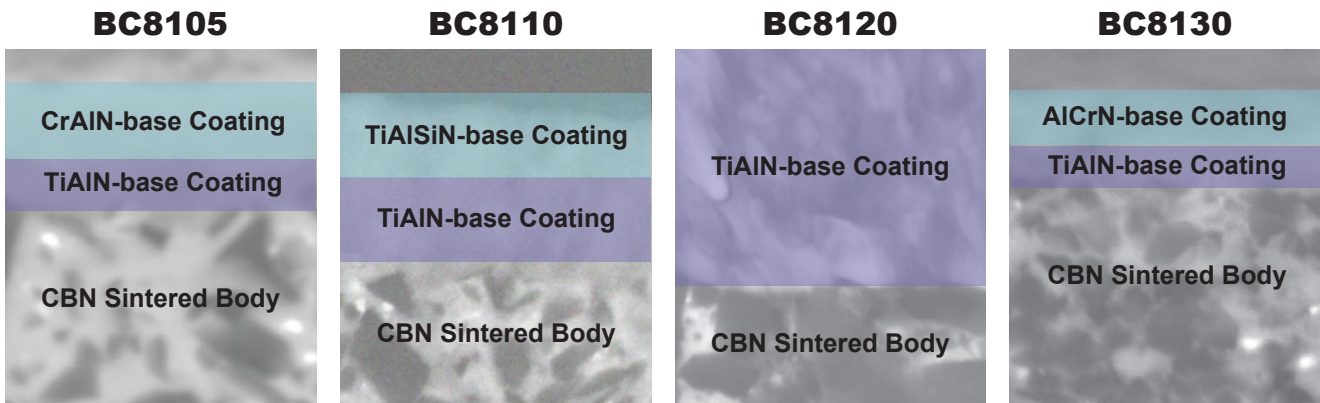 BC8105
CrAlN-base Coating
TiAlN-base Coating
CBN Sintered Body
BC8110
TiAlSiN-base Coating
TiAlN-base Coating
CBN Sintered Body
BC8120
TiAlN-base Coating
CBN Sintered Body
BC8130
AlCrN-base Coating
TiAlN-base Coating
CBN Sintered Body